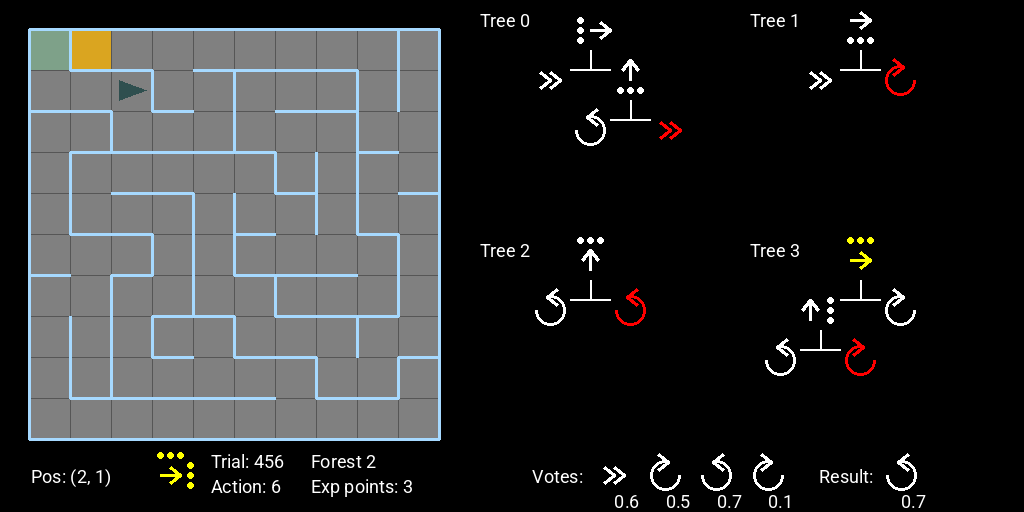 Tree 0
Tree 1
Tree 2
Tree 3
Pos: (2, 1)
Trial: 456
Forest 2
Action: 6
Exp points: 3
Votes:
0.6
0.5
0.7
0.1
Result:
0.7